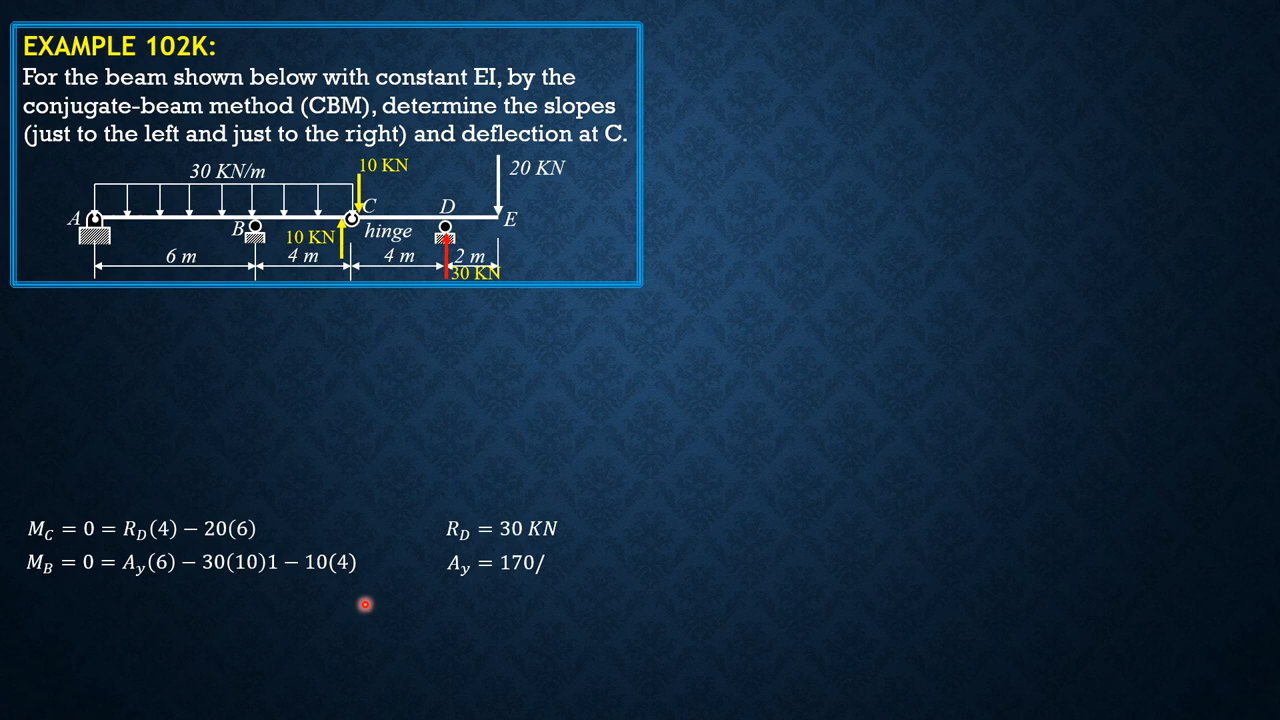 EXAMPLE 102K:
For the beam shown below with constant EI, by the
conjugate-beam method (CBM), determine the slopes
(just to the left and just to the right) and deflection at C.
30 KN/m
10 KN
20 KN
A
B
C
D
E
10 KN
hinge
6 m
4 m
4 m
2 m
30 KN
M_C = 0 = R_D(4) − 20(6)
R_D = 30 KN
M_B = 0 = A_y(6) − 30(10)1 − 10(4)
A_y = 170/